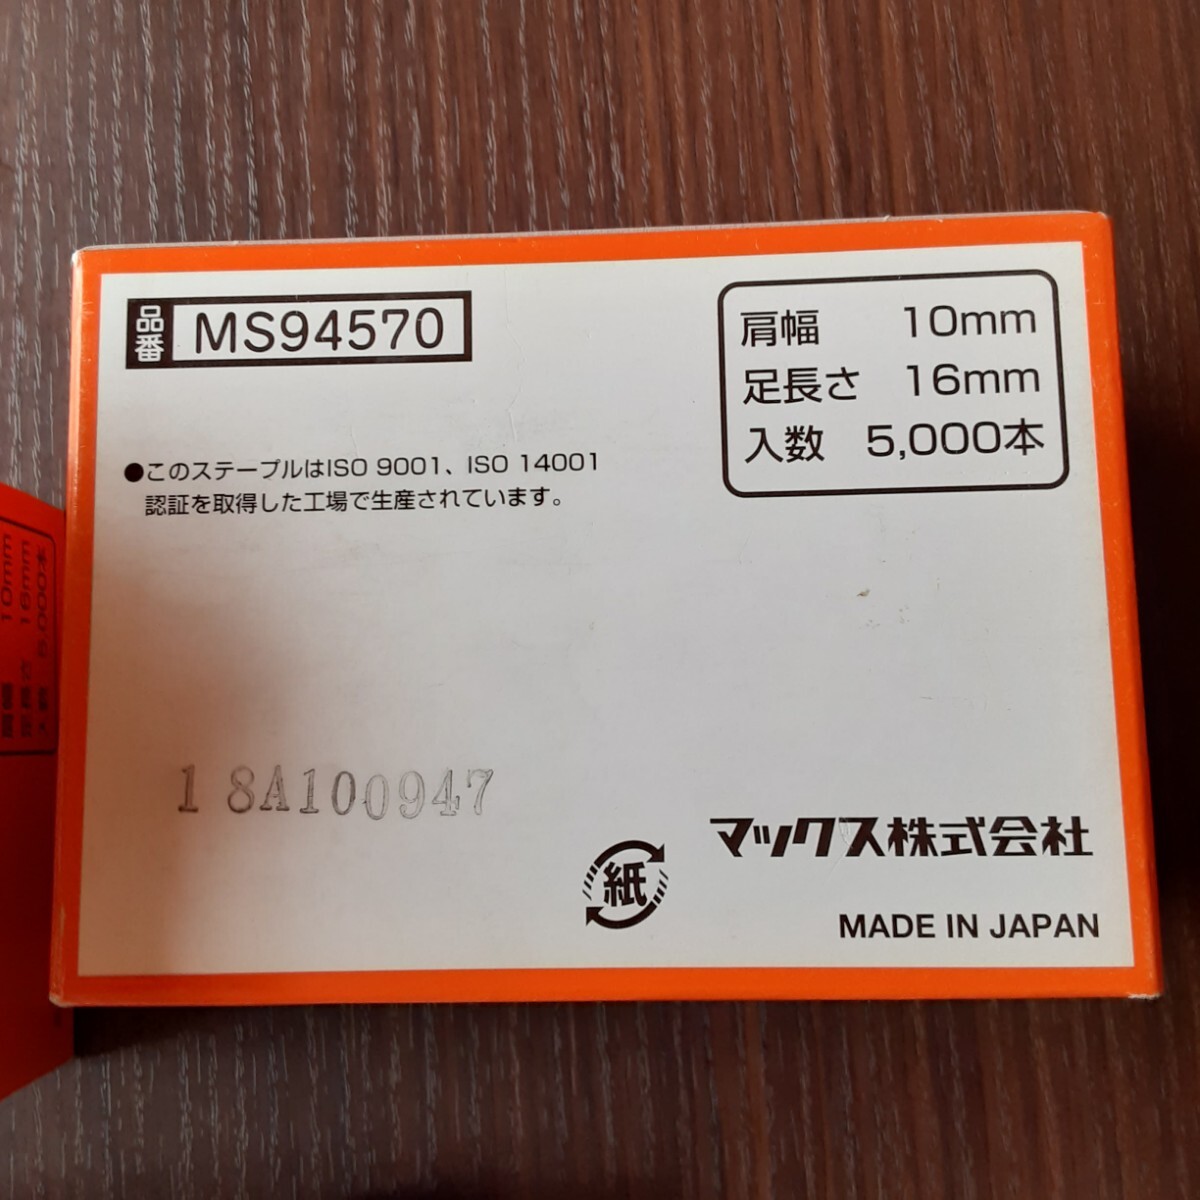 品番 MS94570
肩幅 10mm
足長さ 16mm
入数 5,000本
●このステープルはISO 9001、ISO 14001
認証を取得した工場で生産されています。
18A100947
紙
マックス株式会社
MADE IN JAPAN
10mm
16mm